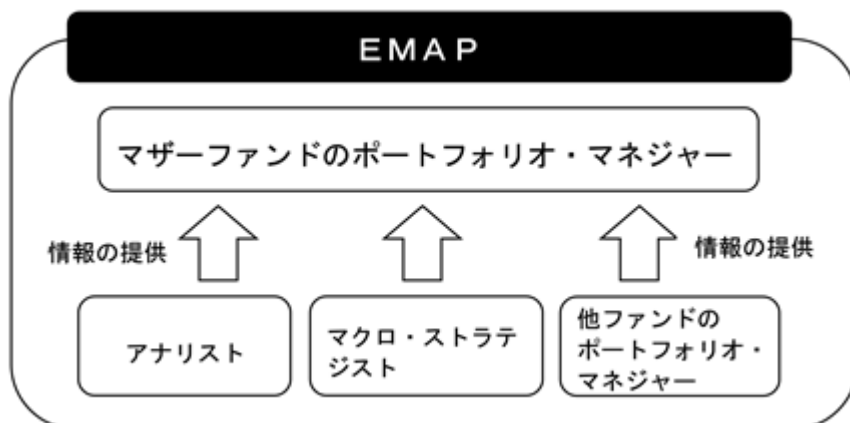 EMAP
マザーファンドのポートフォリオ・マネジャー
情報の提供
情報の提供
アナリスト
マクロ・ストラテ
ジスト
他ファンドの
ポートフォリオ・
マネジャー